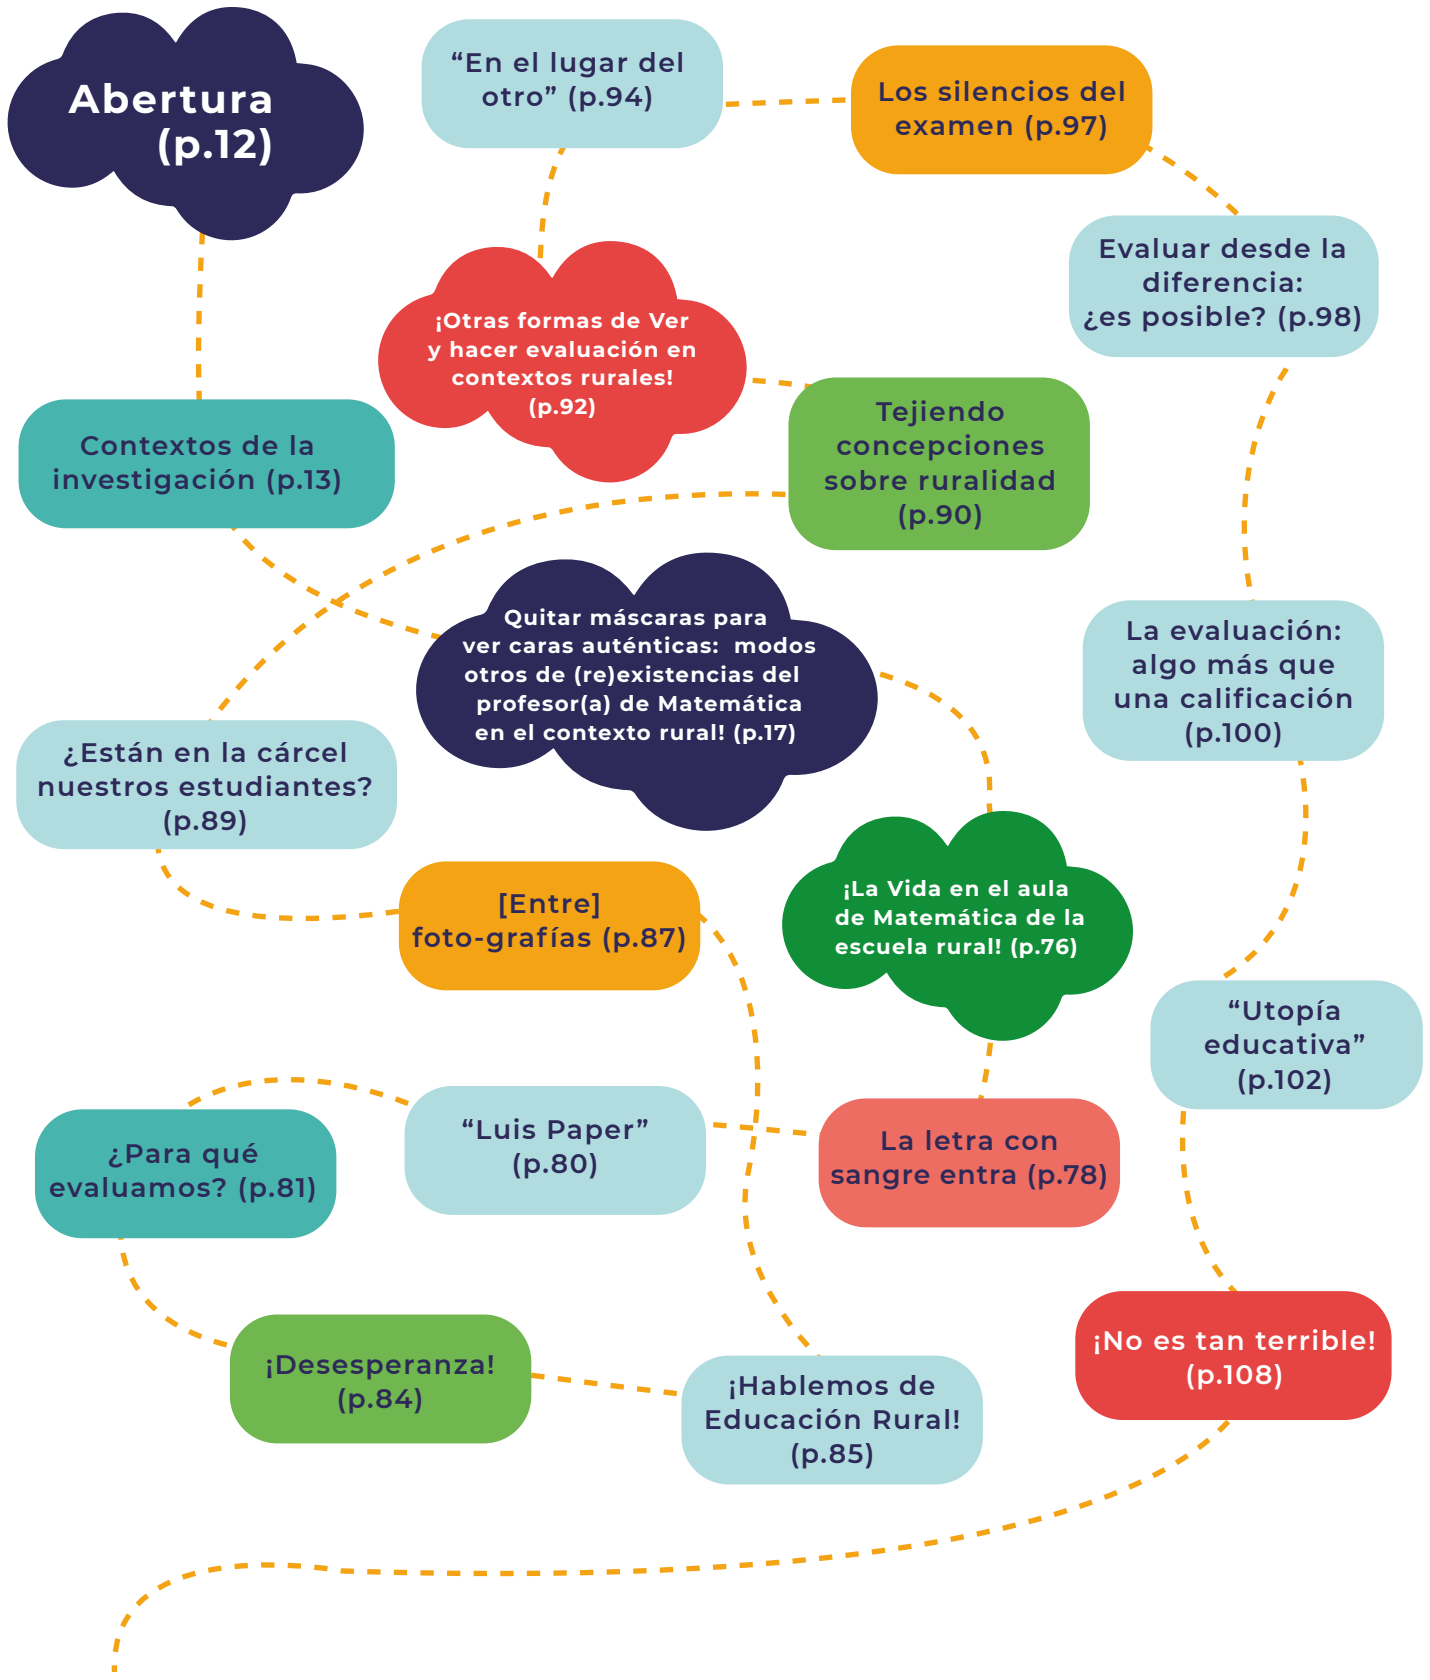 Abertura
(p.12)
“En el lugar del
otro” (p.94)
Los silencios del
examen (p.97)
Evaluar desde la
diferencia:
¿es posible? (p.98)
¡Otras formas de Ver
y hacer evaluación en
contextos rurales!
(p.92)
Tejiendo
concepciones
sobre ruralidad
(p.90)
Contextos de la
investigación (p.13)
Quitar máscaras para
ver caras auténticas:  modos
otros de (re)existencias del
profesor(a) de Matemática
en el contexto rural! (p.17)
La evaluación:
algo más que
una calificación
(p.100)
¿Están en la cárcel
nuestros estudiantes?
(p.89)
[Entre]
foto-grafías (p.87)
¡La Vida en el aula
de Matemática de la
escuela rural! (p.76)
“Utopía
educativa”
(p.102)
“Luis Paper”
(p.80)
La letra con
sangre entra (p.78)
¿Para qué
evaluamos? (p.81)
¡No es tan terrible!
(p.108)
¡Desesperanza!
(p.84)
¡Hablemos de
Educación Rural!
(p.85)